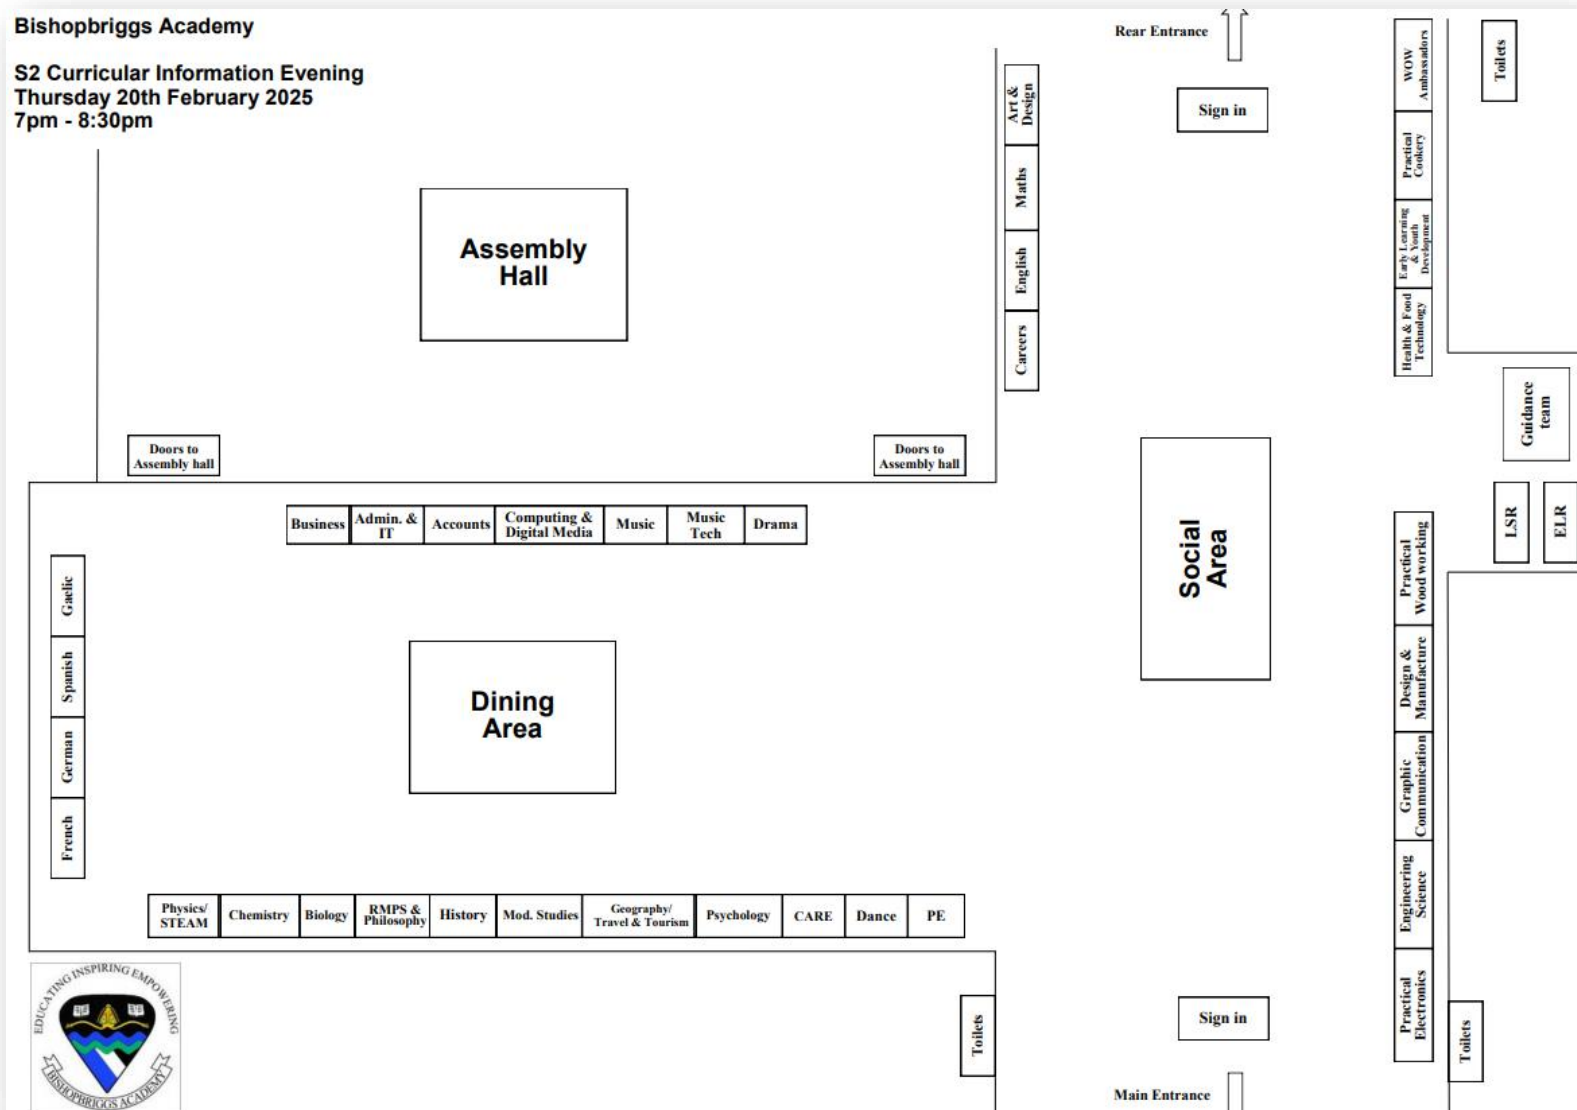 Bishopbriggs Academy
S2 Curricular Information Evening
Thursday 20th February 2025
7pm - 8:30pm
Rear Entrance
Sign in
Toilets
WOW
Ambassadors
Practical
Cookery
Early Learning
& Youth
Development
Health & Food
Technology
Art &
Design
Maths
English
Careers
Assembly
Hall
Doors to
Assembly hall
Doors to
Assembly hall
Guidance
team
LSR
ELR
Business
Admin. &
IT
Accounts
Computing &
Digital Media
Music
Music
Tech
Drama
Social
Area
Gaelic
Spanish
German
French
Dining
Area
Practical
Wood working
Design &
Manufacture
Graphic
Communication
Engineering
Science
Practical
Electronics
Physics/
STEAM
Chemistry
Biology
RMPS &
Philosophy
History
Mod. Studies
Geography/
Travel & Tourism
Psychology
CARE
Dance
PE
EDUCATING INSPIRING EMPOWERING
BISHOPBRIGGS ACADEMY
Toilets
Sign in
Toilets
Main Entrance